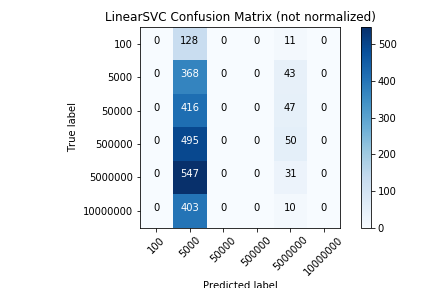 LinearSVC Confusion Matrix (not normalized)
100 0 128 0 0 11 0
5000 0 368 0 0 43 0
50000 0 416 0 0 47 0
500000 0 495 0 0 50 0
5000000 0 547 0 0 31 0
10000000 0 403 0 0 10 0
True label
100 5000 50000 500000 5000000 10000000
Predicted label
500
400
300
200
100
0